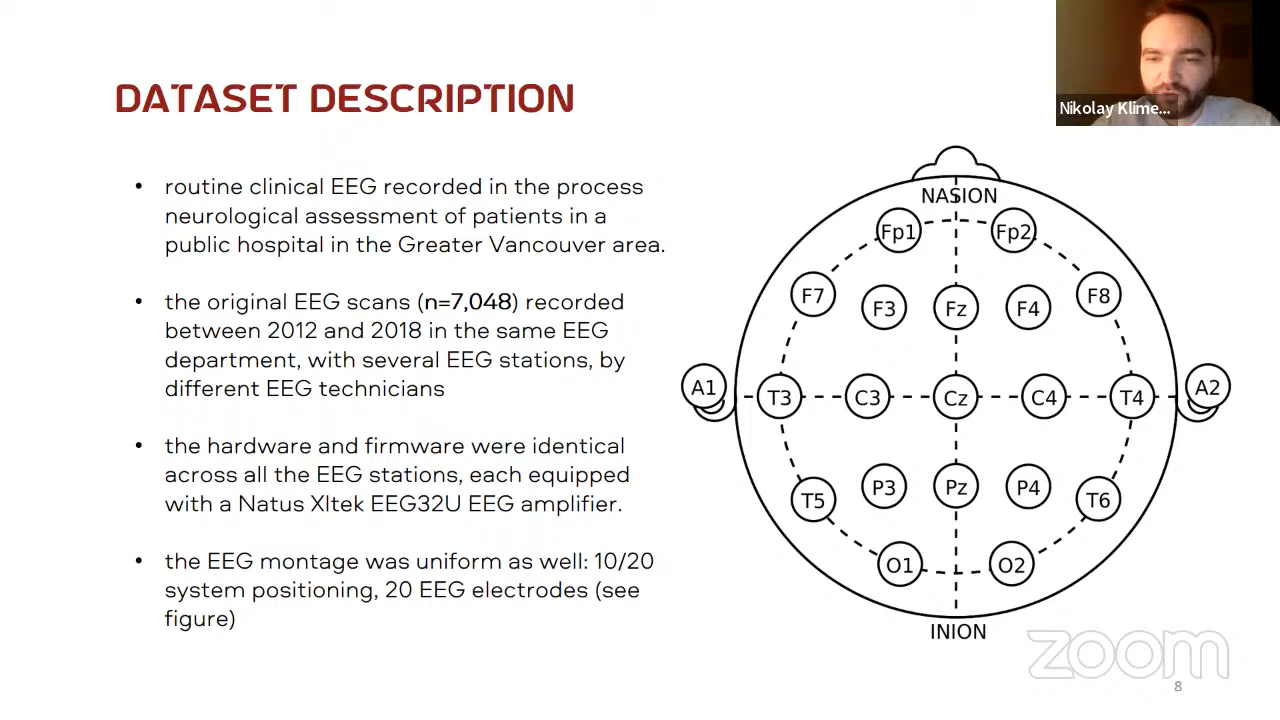 Nikolay Klime...
DATASET DESCRIPTION
• routine clinical EEG recorded in the process
neurological assessment of patients in a
public hospital in the Greater Vancouver area.
• the original EEG scans (n=7,048) recorded
between 2012 and 2018 in the same EEG
department, with several EEG stations, by
different EEG technicians
• the hardware and firmware were identical
across all the EEG stations, each equipped
with a Natus Xltek EEG32U EEG amplifier.
• the EEG montage was uniform as well: 10/20
system positioning, 20 EEG electrodes (see
figure)
NASION
Fp1 Fp2
F7 F3 Fz F4 F8
A1 T3 C3 Cz C4 T4 A2
T5 P3 Pz P4 T6
O1 O2
INION
zoom
8